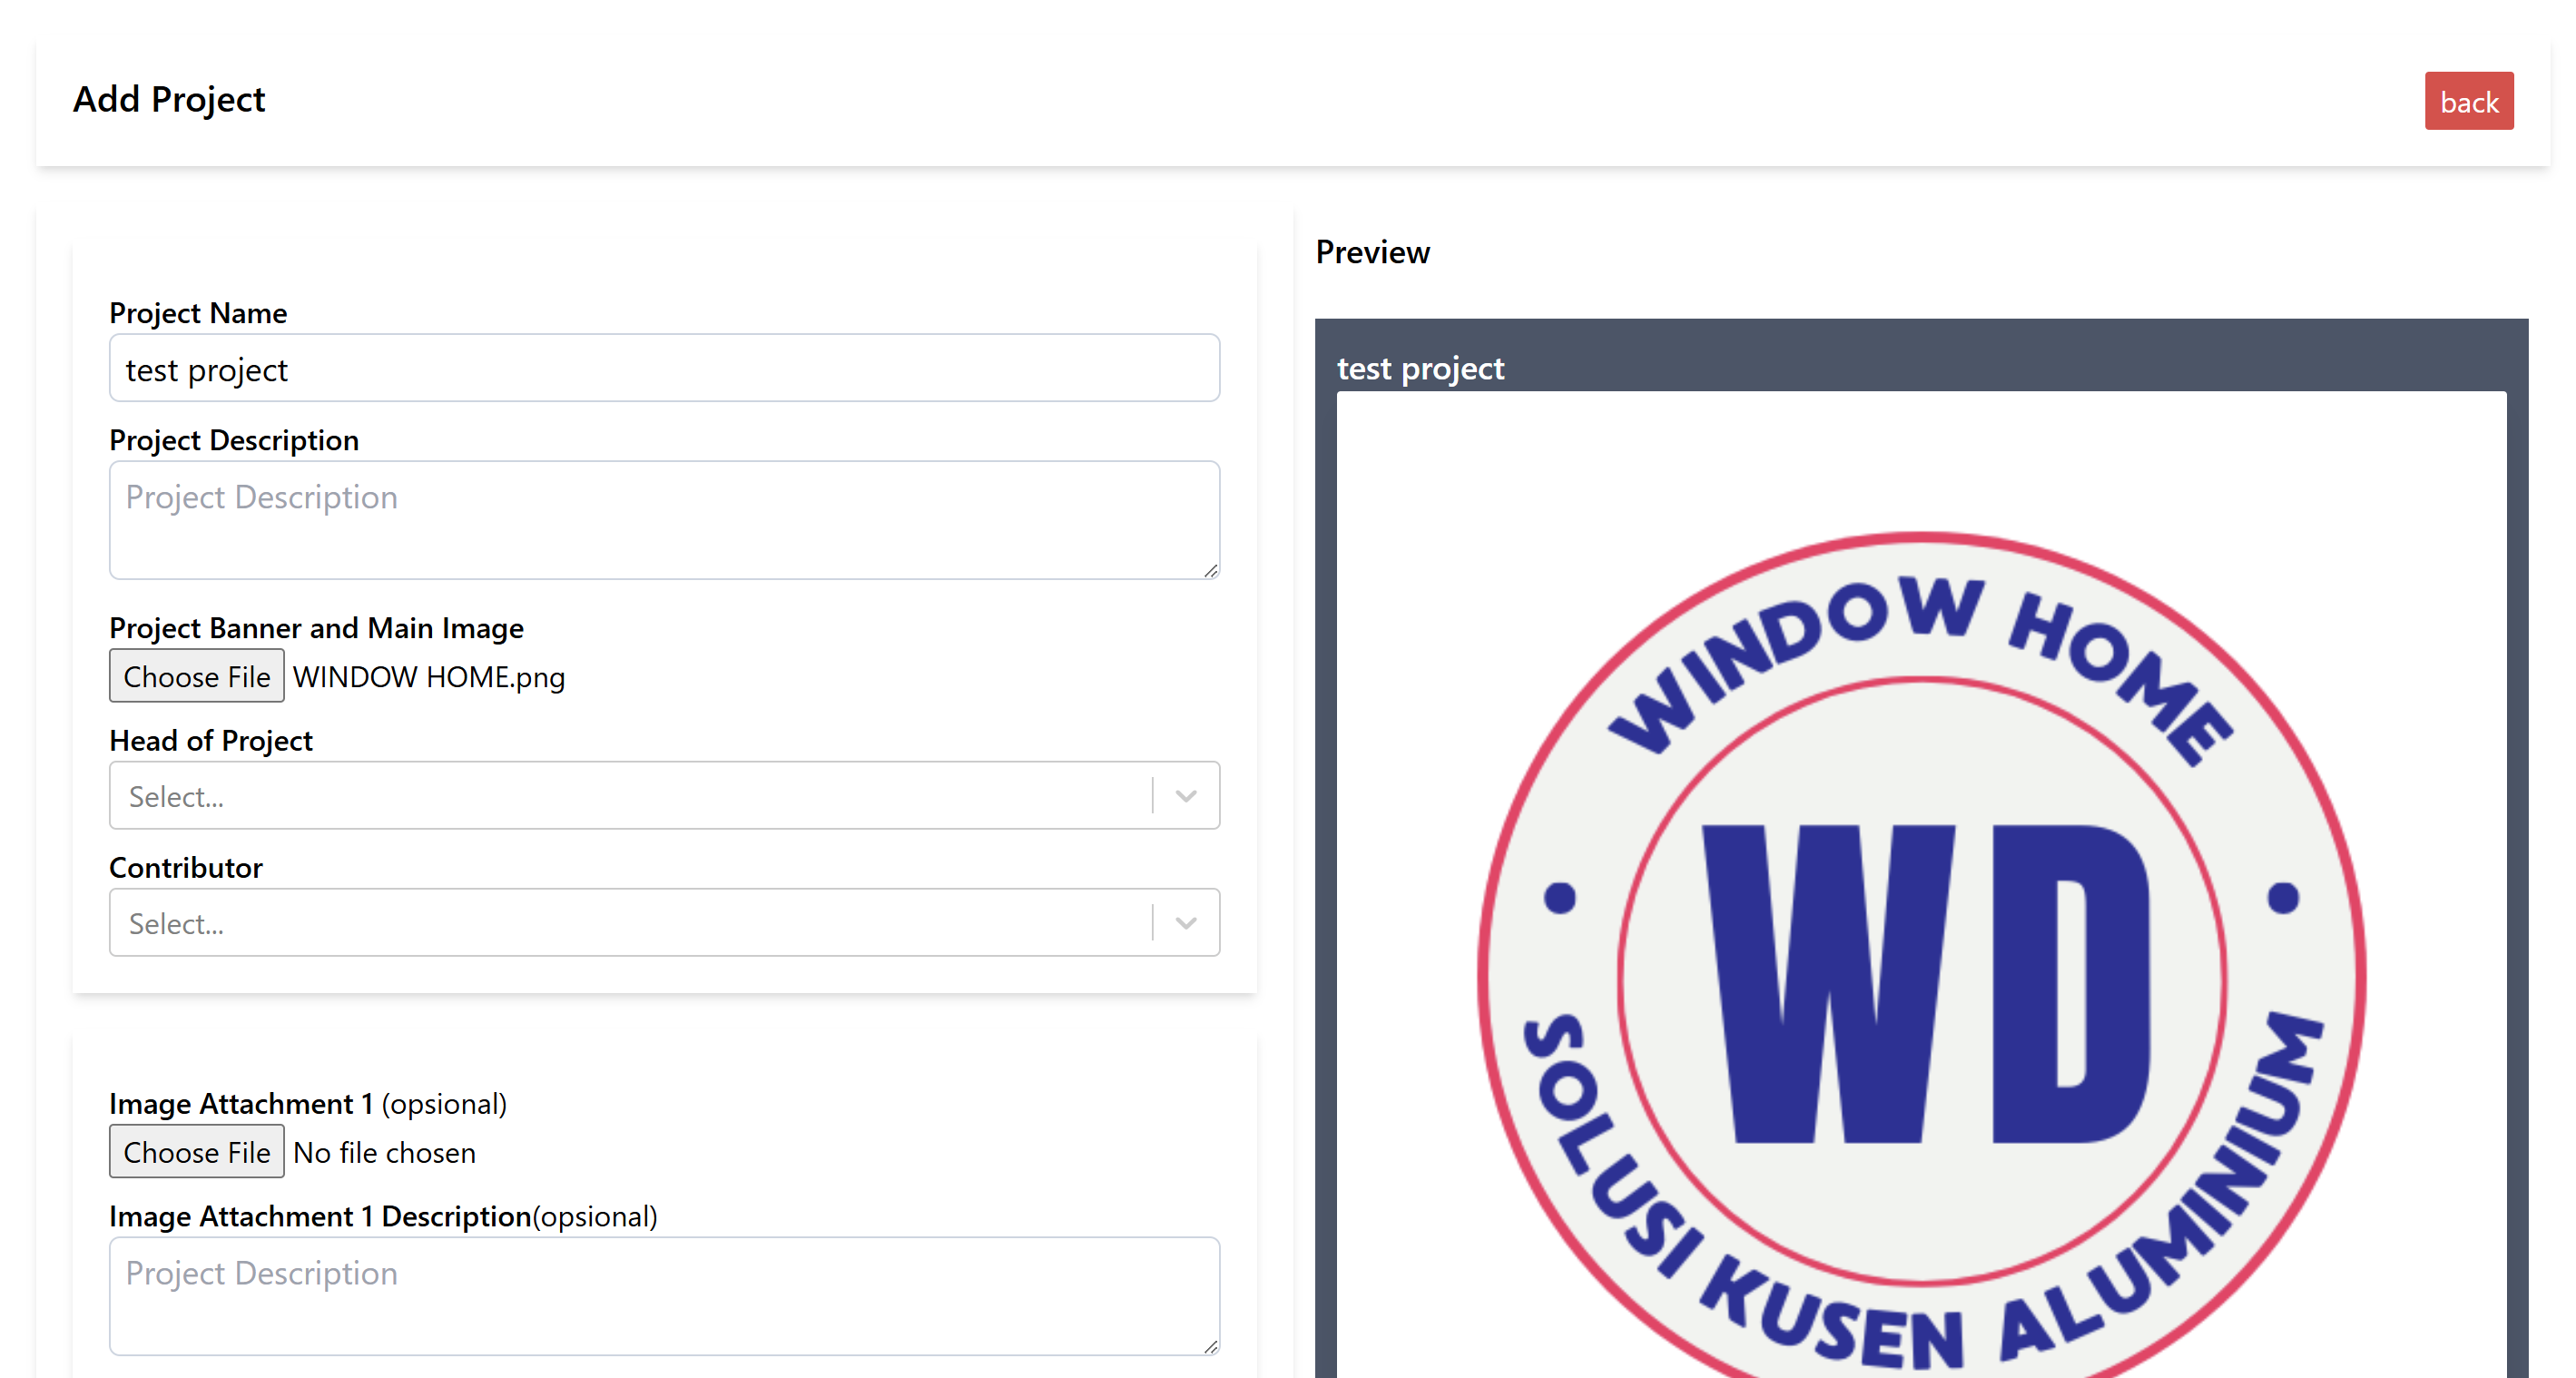 Add Project
back
Project Name
test project
Project Description
Project Description
Project Banner and Main Image
Choose File WINDOW HOME.png
Head of Project
Select...
Contributor
Select...
Image Attachment 1 (opsional)
Choose File No file chosen
Image Attachment 1 Description(opsional)
Project Description
Preview
test project
WINDOW HOME
WD
SOLUSI KUSEN ALUMINIUM